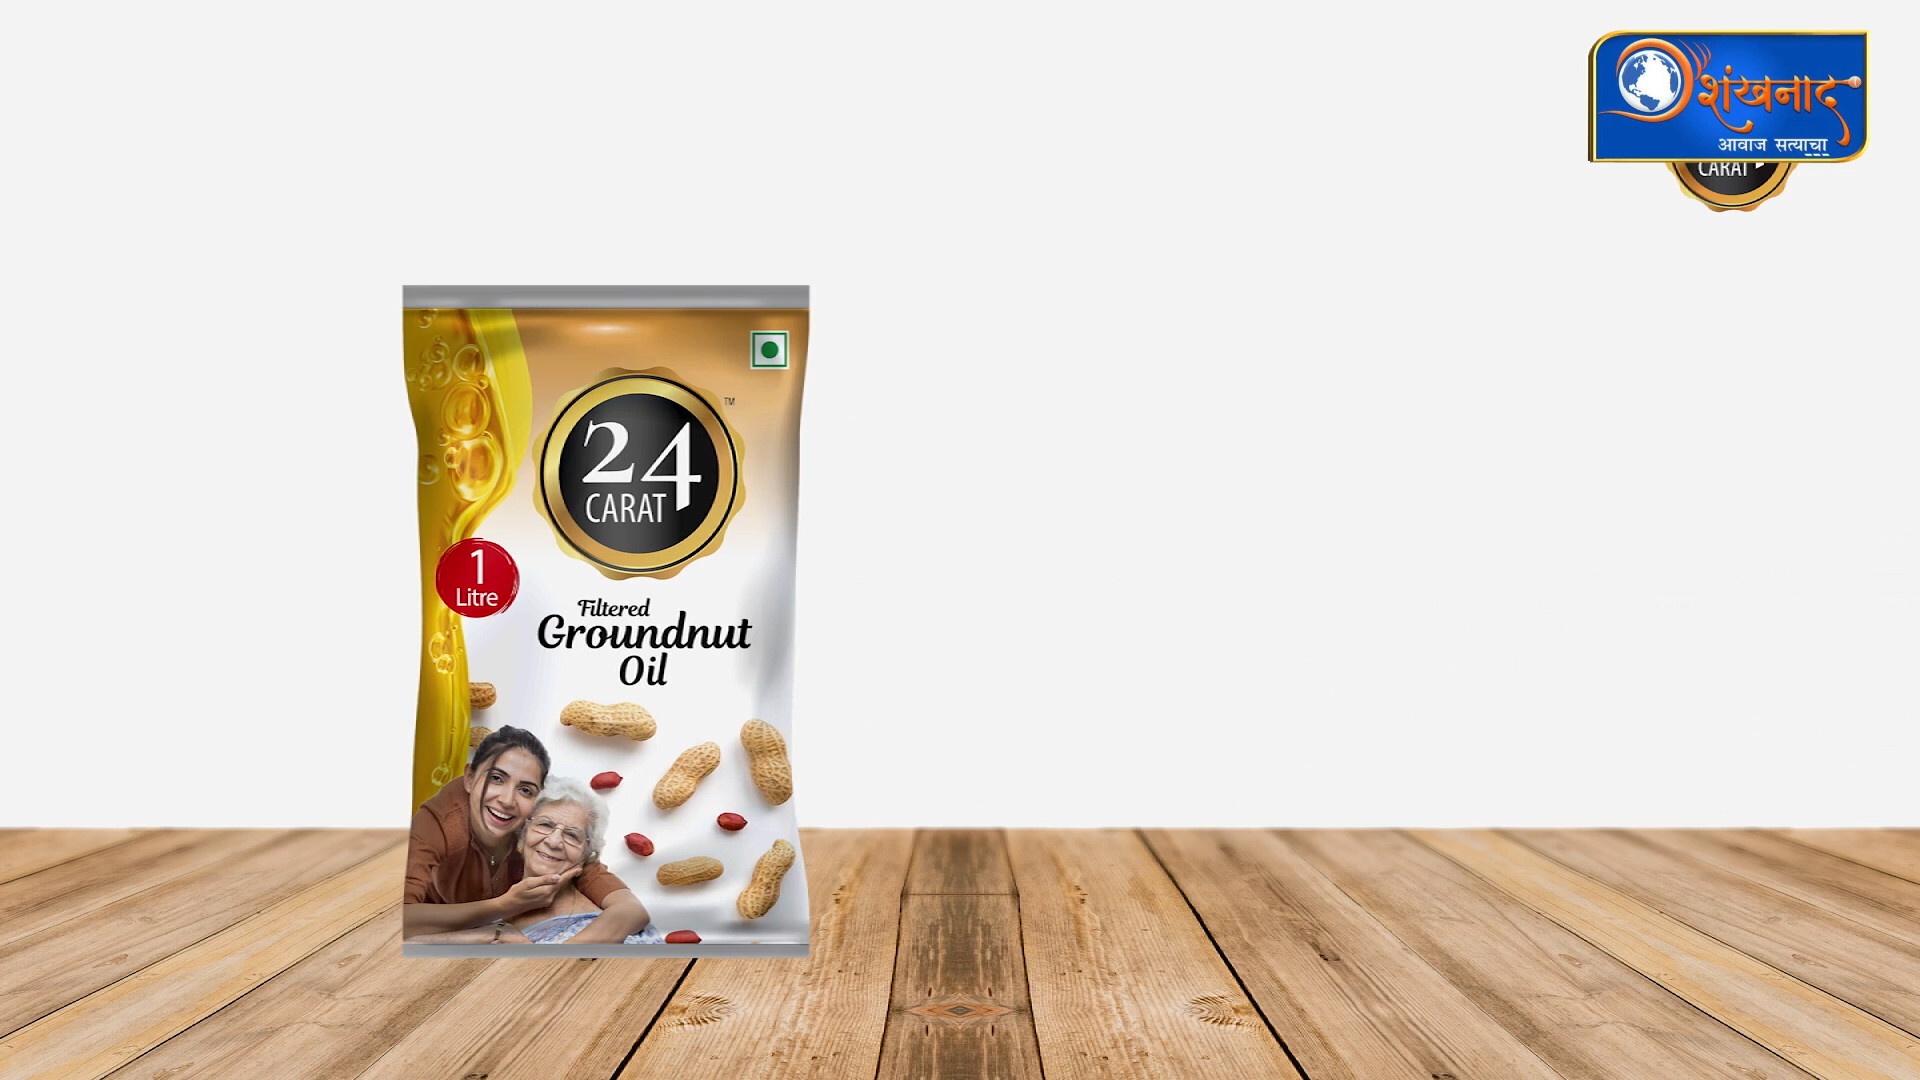 शंखनाद
आवाज सत्याचा
CARAT
24
CARAT
TM
1
Litre
Filtered
Groundnut
Oil